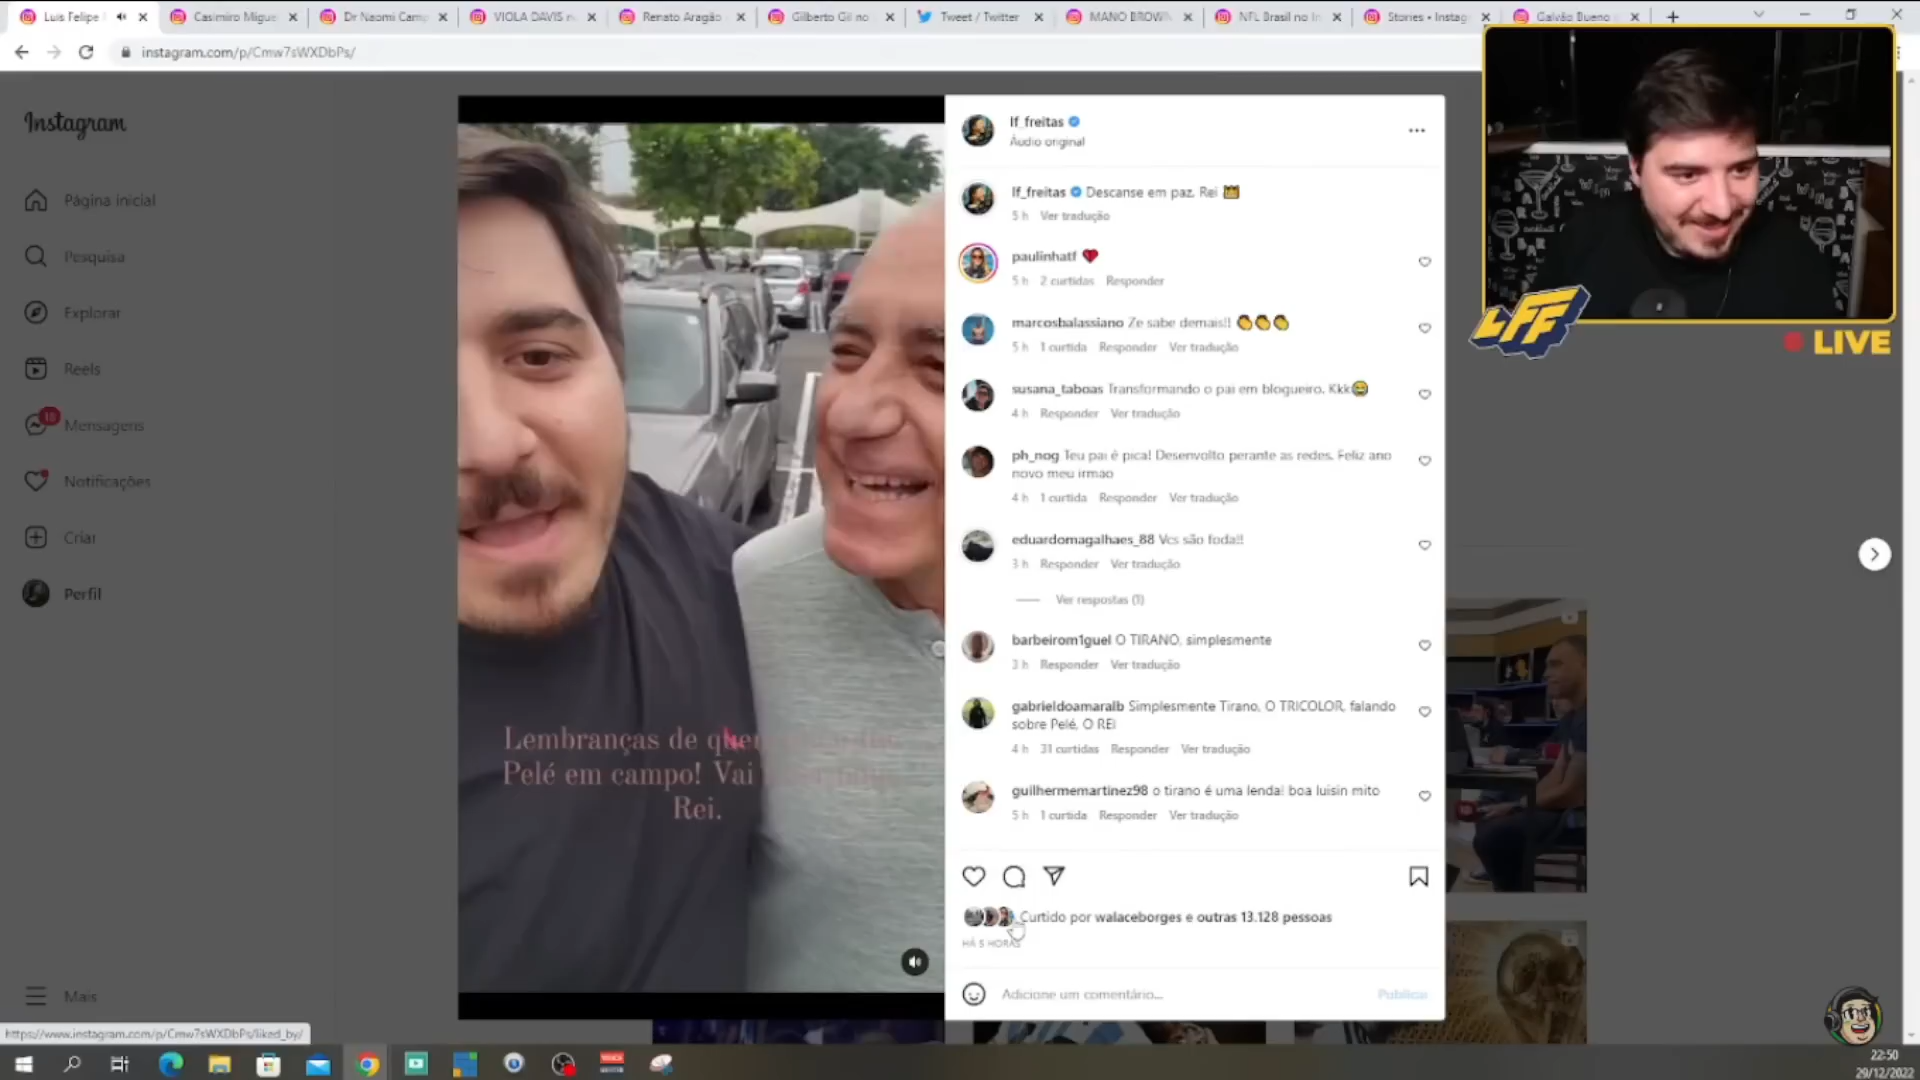 Luis Felipe
Casimiro Migue
Dr Naomi Cam
VIOLA DAVIS n
Renato Aragão
Gilberto Gil no
Tweet / Twitter
MANO BROWN
NFL Brasil no In
Stories • Instag
Galvão Bueno
instagram.com/p/Cmw7sWXDbPs/
Instagram
Página inicial
Pesquisa
Explorar
Reels
18
Mensagens
Notificações
Criar
Perfil
Mais
https://www.instagram.com/p/Cmw7sWXDbPs/liked_by/
Lembranças de
Pelé em campo! Vai
Rei.
lf_freitas
Áudio original
lf_freitas Descanse em paz, Rei
5 h Ver tradução
paulinhatf
5 h 2 curtidas Responder
marcosbalassiano Ze sabe demais!!
5 h 1 curtida Responder Ver tradução
susana_taboas Transformando o pai em blogueiro. Kkk
4 h Responder Ver tradução
ph_nog Teu pai é pica! Desenvolto perante as redes. Feliz ano
novo meu irmao
4 h 1 curtida Responder Ver tradução
eduardomagalhaes_88 Vcs são foda!!
3 h Responder Ver tradução
Ver respostas (1)
barbeirom1guel O TIRANO, simplesmente
3 h Responder Ver tradução
gabrieldoamaralb Simplesmente Tirano, O TRICOLOR, falando
sobre Pelé, O REI
4 h 31 curtidas Responder Ver tradução
guilhermemartinez98 o tirano é uma lenda! boa luisin mito
5 h 1 curtida Responder Ver tradução
Curtido por walaceborges e outras 13.128 pessoas
HÁ 5 HORAS
Adicione um comentário...
Publicar
LFF
LIVE
22:50
29/12/2022